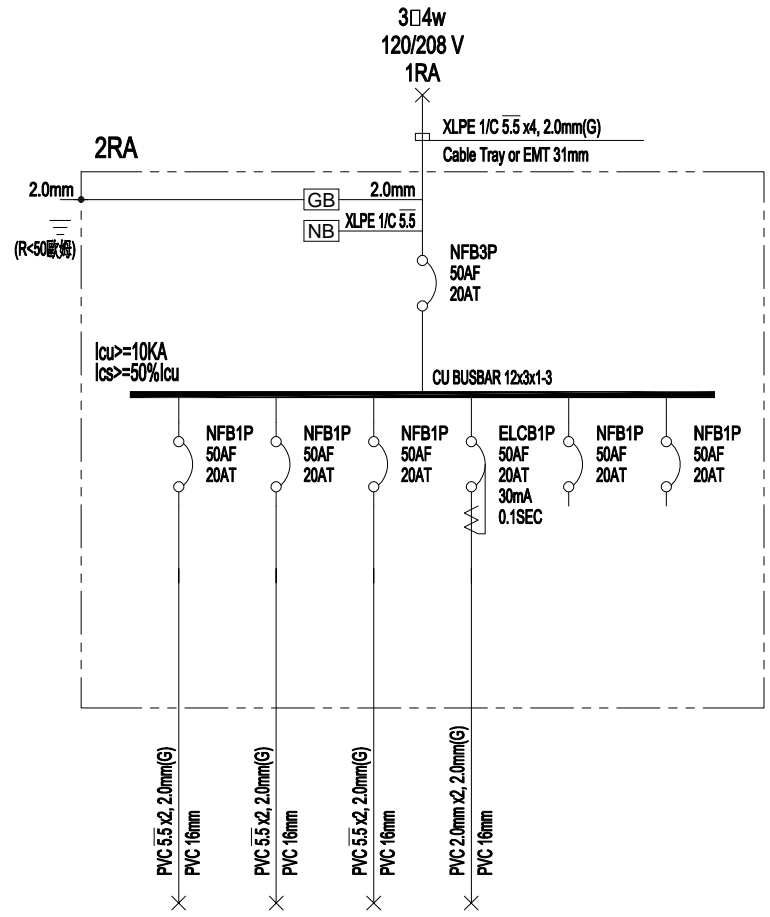 3□4w
120/208 V
1RA
XLPE 1/C 5.5 x4, 2.0mm(G)
Cable Tray or EMT 31mm
2RA
2.0mm
GB
2.0mm
NB
XLPE 1/C 5.5
(R<50歐姆)
NFB3P
50AF
20AT
Icu>=10KA
Ics>=50%Icu
CU BUSBAR 12x3x1-3
NFB1P
50AF
20AT
NFB1P
50AF
20AT
NFB1P
50AF
20AT
ELCB1P
50AF
20AT
30mA
0.1SEC
NFB1P
50AF
20AT
NFB1P
50AF
20AT
PVC 5.5 x2, 2.0mm(G)
PVC 16mm
PVC 5.5 x2, 2.0mm(G)
PVC 16mm
PVC 5.5 x2, 2.0mm(G)
PVC 16mm
PVC 2.0mm x2, 2.0mm(G)
PVC 16mm